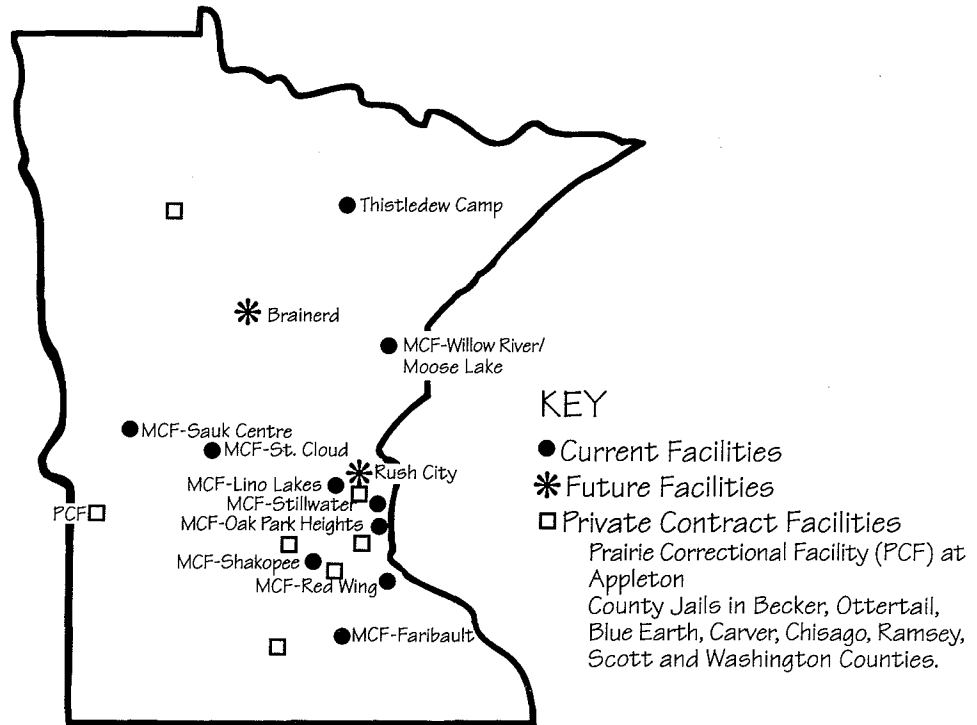 Thistledew Camp
Brainerd
MCF-Willow River/
Moose Lake
MCF-Sauk Centre
MCF-St. Cloud
Rush City
MCF-Lino Lakes
MCF-Stillwater
PCF
MCF-Oak Park Heights
MCF-Shakopee
MCF-Red Wing
MCF-Faribault
KEY
Current Facilities
Future Facilities
Private Contract Facilities
Prairie Correctional Facility (PCF) at
Appleton
County Jails in Becker, Ottertail,
Blue Earth, Carver, Chisago, Ramsey,
Scott and Washington Counties.